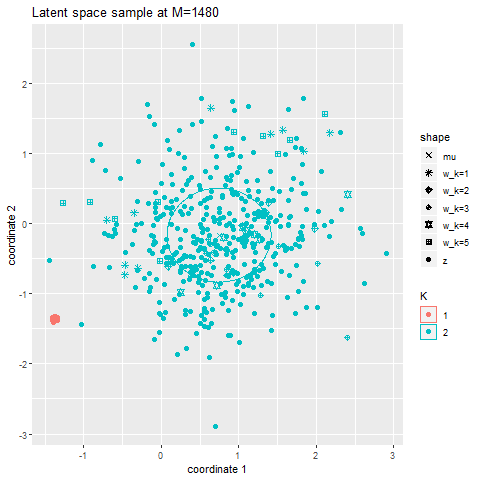 Latent space sample at M=1480
2
1
0
-1
-2
-3
coordinate 2
-1
0
1
2
3
coordinate 1
shape
mu
w_k=1
w_k=2
w_k=3
w_k=4
w_k=5
z
K
1
2